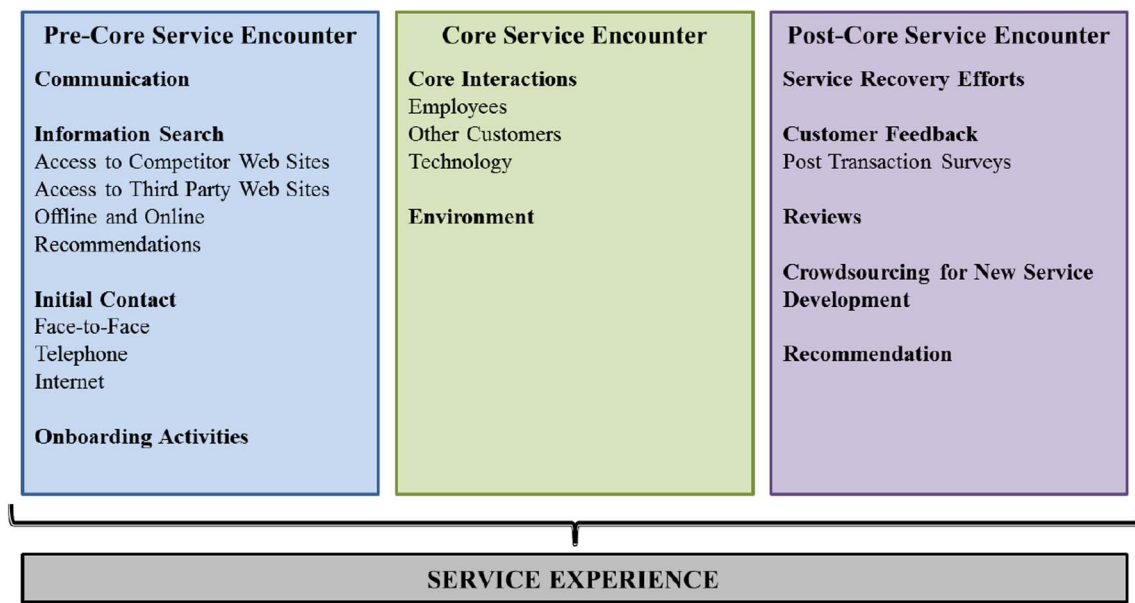 Pre-Core Service Encounter
Communication
Information Search
Access to Competitor Web Sites
Access to Third Party Web Sites
Offline and Online
Recommendations
Initial Contact
Face-to-Face
Telephone
Internet
Onboarding Activities
Core Service Encounter
Core Interactions
Employees
Other Customers
Technology
Environment
Post-Core Service Encounter
Service Recovery Efforts
Customer Feedback
Post Transaction Surveys
Reviews
Crowdsourcing for New Service
Development
Recommendation
SERVICE EXPERIENCE